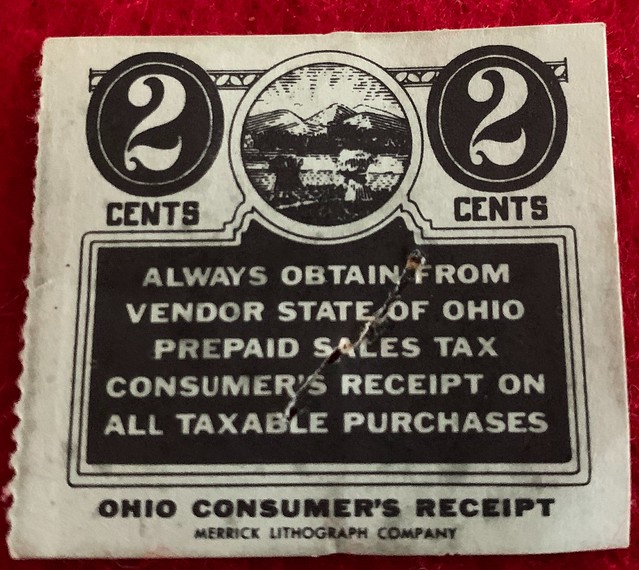 2 2
CENTS CENTS
ALWAYS OBTAIN FROM
VENDOR STATE OF OHIO
PREPAID SALES TAX
CONSUMER'S RECEIPT ON
ALL TAXABLE PURCHASES
OHIO CONSUMER'S RECEIPT
MERRICK LITHOGRAPH COMPANY